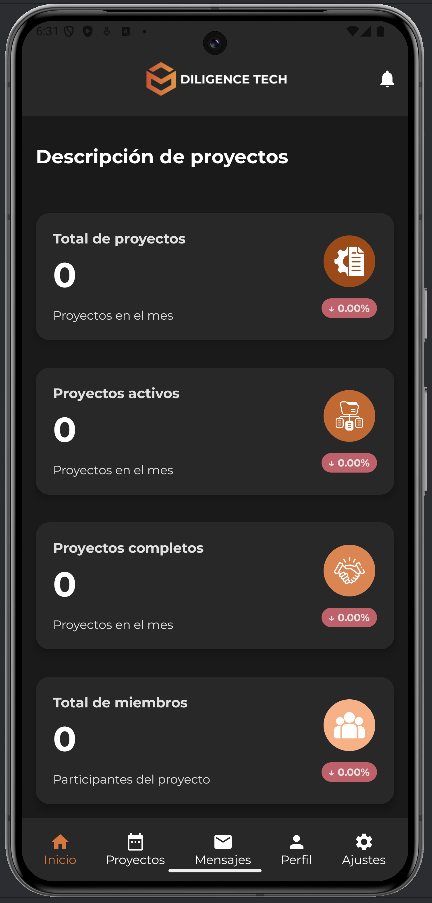 6:31
DILIGENCE TECH
Descripción de proyectos
Total de proyectos
0
Proyectos en el mes
↓ 0.00%
Proyectos activos
0
Proyectos en el mes
↓ 0.00%
Proyectos completos
0
Proyectos en el mes
↓ 0.00%
Total de miembros
0
Participantes del proyecto
↓ 0.00%
Inicio Proyectos Mensajes Perfil Ajustes